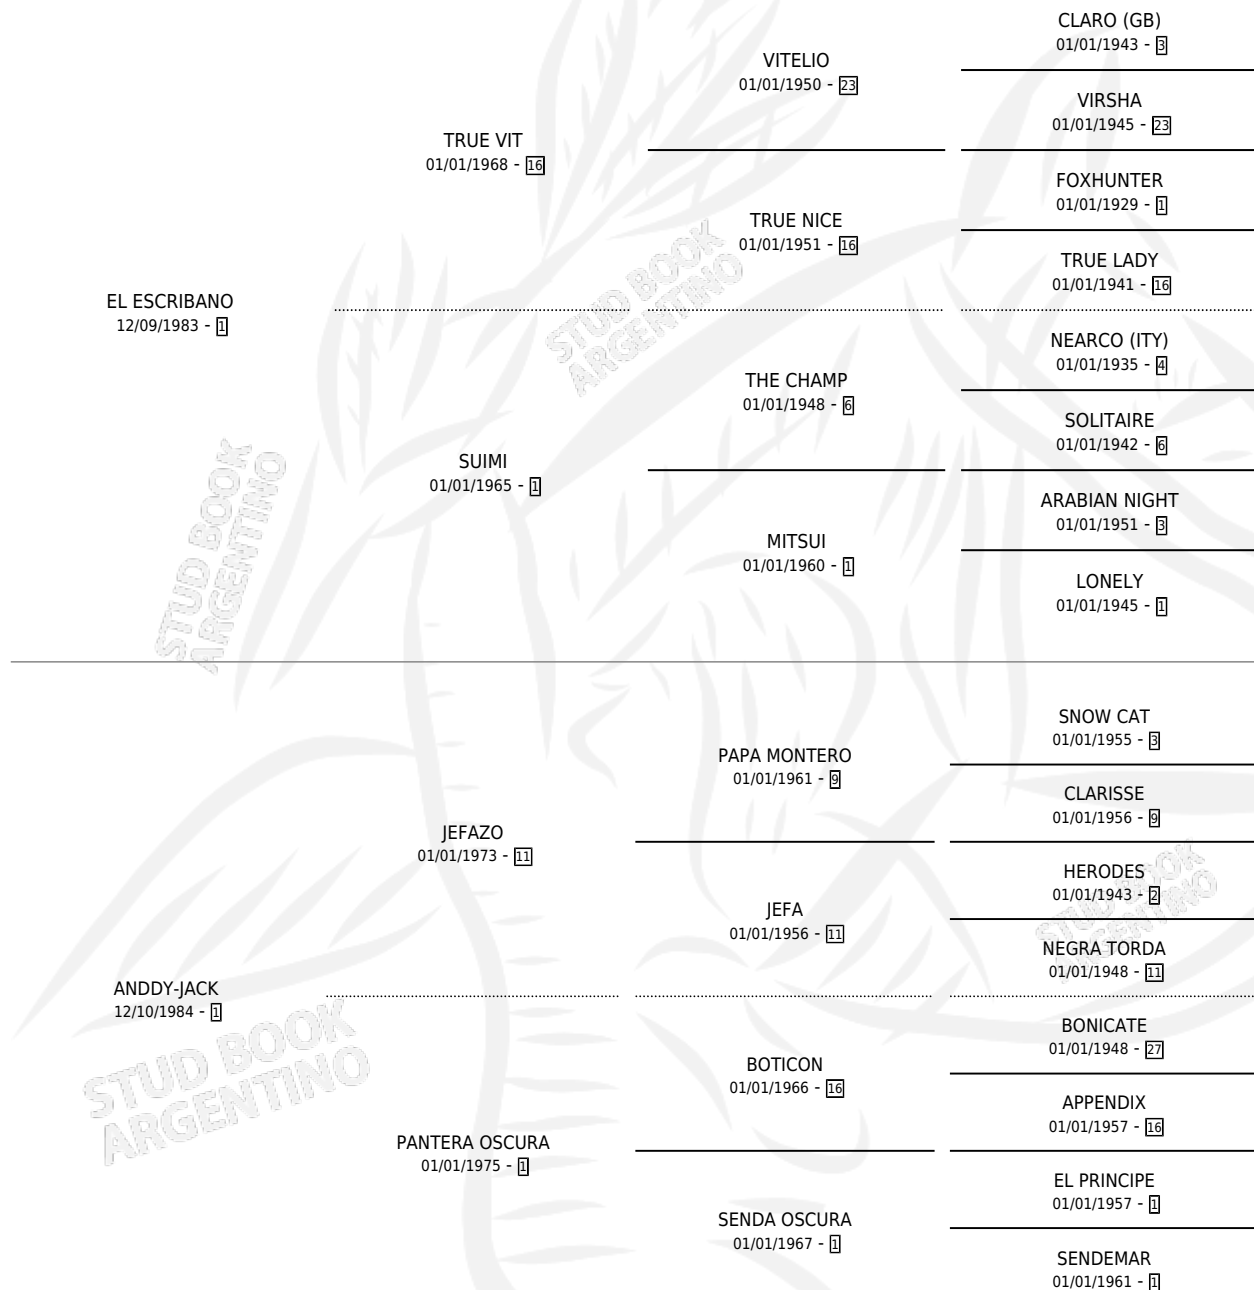 CLARO (GB)
01/01/1943 - 3
VITELIO
01/01/1950 - 23
VIRSHA
01/01/1945 - 23
TRUE VIT
01/01/1968 - 16
FOXHUNTER
01/01/1929 - 1
TRUE NICE
01/01/1951 - 16
TRUE LADY
01/01/1941 - 16
EL ESCRIBANO
12/09/1983 - 1
NEARCO (ITY)
01/01/1935 - 4
THE CHAMP
01/01/1948 - 6
SOLITAIRE
01/01/1942 - 6
SUIMI
01/01/1965 - 1
ARABIAN NIGHT
01/01/1951 - 3
MITSUI
01/01/1960 - 1
LONELY
01/01/1945 - 1
SNOW CAT
01/01/1955 - 3
PAPA MONTERO
01/01/1961 - 9
CLARISSE
01/01/1956 - 9
JEFAZO
01/01/1973 - 11
HERODES
01/01/1943 - 2
JEFA
01/01/1956 - 11
NEGRA TORDA
01/01/1948 - 11
ANDDY-JACK
12/10/1984 - 1
BONICATE
01/01/1948 - 27
BOTICON
01/01/1966 - 16
APPENDIX
01/01/1957 - 16
PANTERA OSCURA
01/01/1975 - 1
EL PRINCIPE
01/01/1957 - 1
SENDA OSCURA
01/01/1967 - 1
SENDEMAR
01/01/1961 - 1
STUD BOOK
ARGENTINO
STUD BOOK
ARGENTINO
STUD BOOK
ARGENTINO
STUD BOOK
ARGENTINO